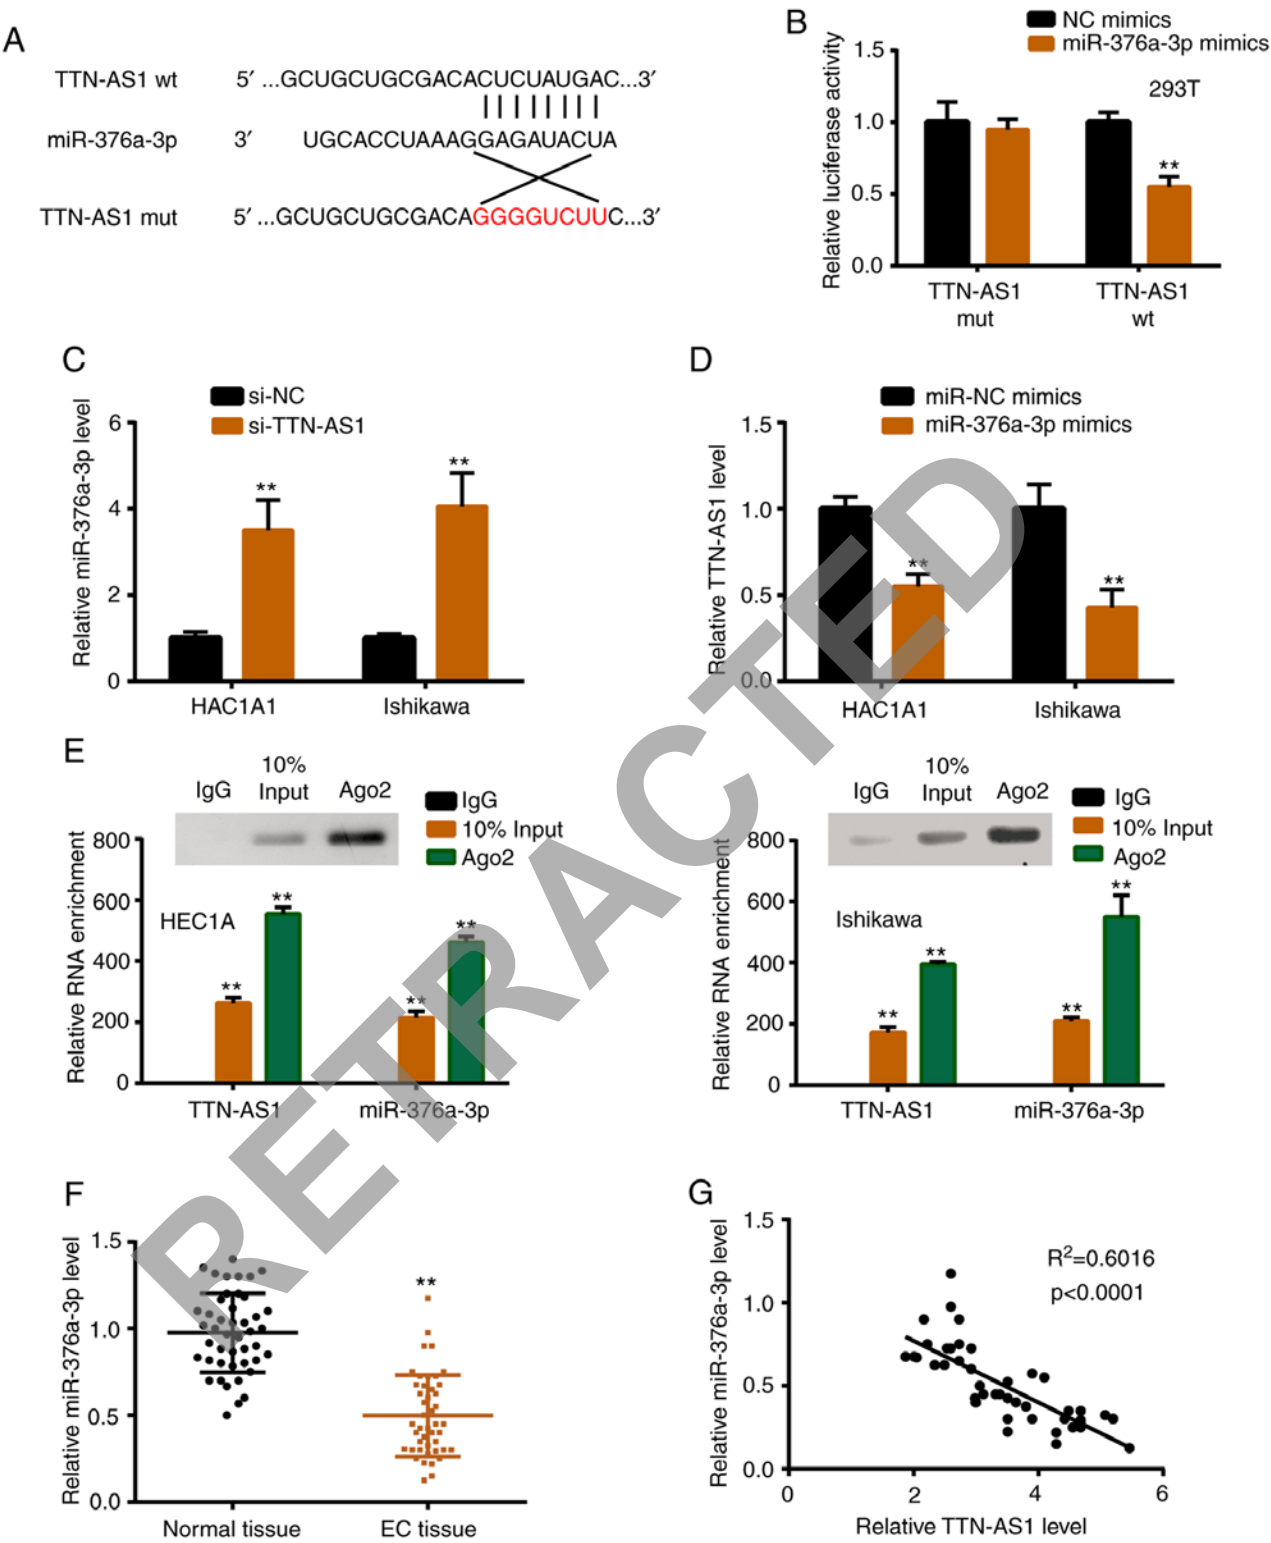 A
TTN-AS1 wt 5′ ...GCUGCUGCGACACUCUAUGAC...3′
miR-376a-3p 3′ UGCACCUAAAGGAGAUACUA
TTN-AS1 mut 5′ ...GCUGCUGCGACAGGGGUCUUC...3′
B
NC mimics
miR-376a-3p mimics
293T
Relative luciferase activity
1.5
1.0
0.5
0.0
**
TTN-AS1 mut
TTN-AS1 wt
C
si-NC
si-TTN-AS1
Relative miR-376a-3p level
6
4
2
0
**
**
HAC1A1
Ishikawa
D
miR-NC mimics
miR-376a-3p mimics
Relative TTN-AS1 level
1.5
1.0
0.5
0.0
**
**
HAC1A1
Ishikawa
E
IgG
10% Input
Ago2
IgG
10% Input
Ago2
HEC1A
Relative RNA enrichment
800
600
400
200
0
**
**
**
**
TTN-AS1
miR-376a-3p
IgG
10% Input
Ago2
IgG
10% Input
Ago2
Ishikawa
Relative RNA enrichment
800
600
400
200
0
**
**
**
**
TTN-AS1
miR-376a-3p
F
Relative miR-376a-3p level
1.5
1.0
0.5
0.0
**
Normal tissue
EC tissue
G
R²=0.6016
p<0.0001
Relative miR-376a-3p level
1.5
1.0
0.5
0.0
0
2
4
6
Relative TTN-AS1 level
RETRACTED